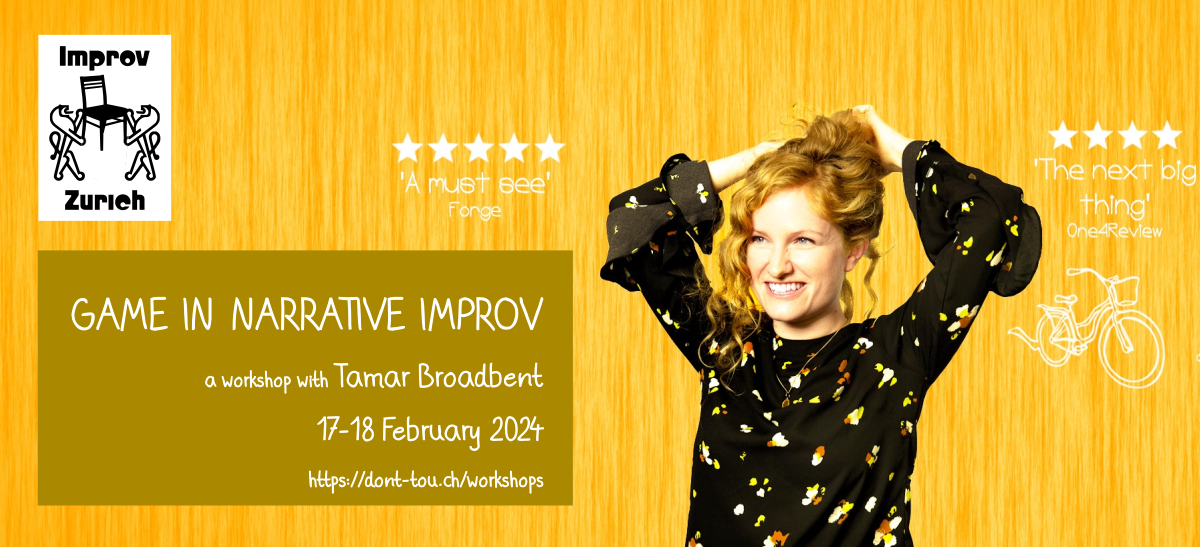 Improv
Zurich
'A must see'
Forge
'The next big
thing'
One4Review
GAME IN NARRATIVE IMPROV
a workshop with Tamar Broadbent
17-18 February 2024
https://dont-tou.ch/workshops